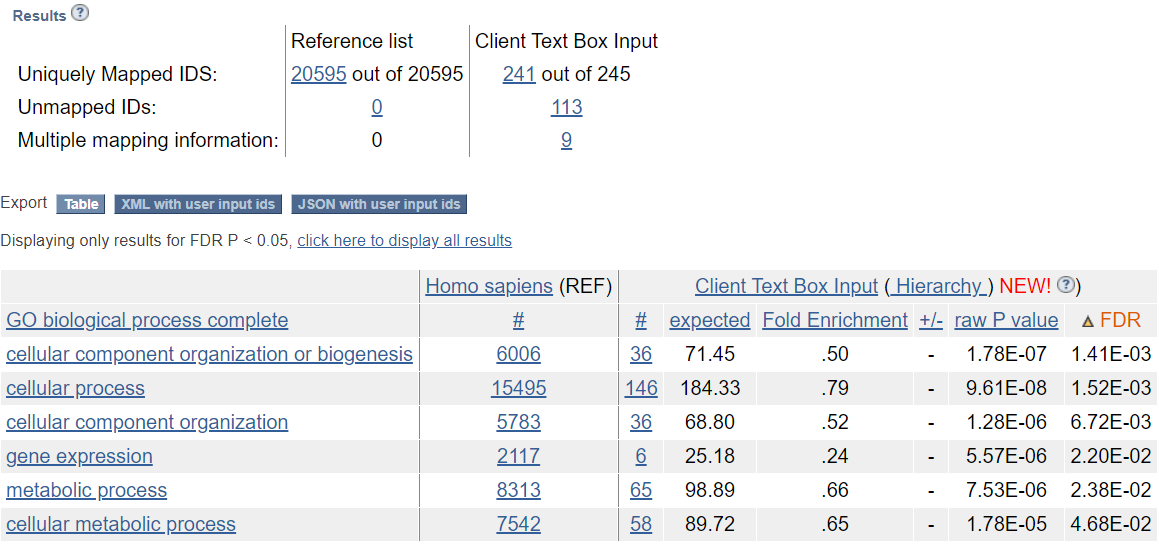 Results ?
Reference list Client Text Box Input
Uniquely Mapped IDS: 20595 out of 20595 241 out of 245
Unmapped IDs: 0 113
Multiple mapping information: 0 9
Export Table XML with user input ids JSON with user input ids
Displaying only results for FDR P < 0.05, click here to display all results
Homo sapiens (REF) Client Text Box Input ( Hierarchy ) NEW! ?)
GO biological process complete # # expected Fold Enrichment +/- raw P value ▲ FDR
cellular component organization or biogenesis 6006 36 71.45 .50 - 1.78E-07 1.41E-03
cellular process 15495 146 184.33 .79 - 9.61E-08 1.52E-03
cellular component organization 5783 36 68.80 .52 - 1.28E-06 6.72E-03
gene expression 2117 6 25.18 .24 - 5.57E-06 2.20E-02
metabolic process 8313 65 98.89 .66 - 7.53E-06 2.38E-02
cellular metabolic process 7542 58 89.72 .65 - 1.78E-05 4.68E-02